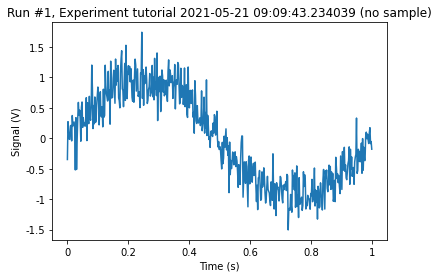 Run #1, Experiment tutorial 2021-05-21 09:09:43.234039 (no sample)
1.5
1
0.5
0
-0.5
-1
-1.5
Signal (V)
0 0.2 0.4 0.6 0.8 1
Time (s)